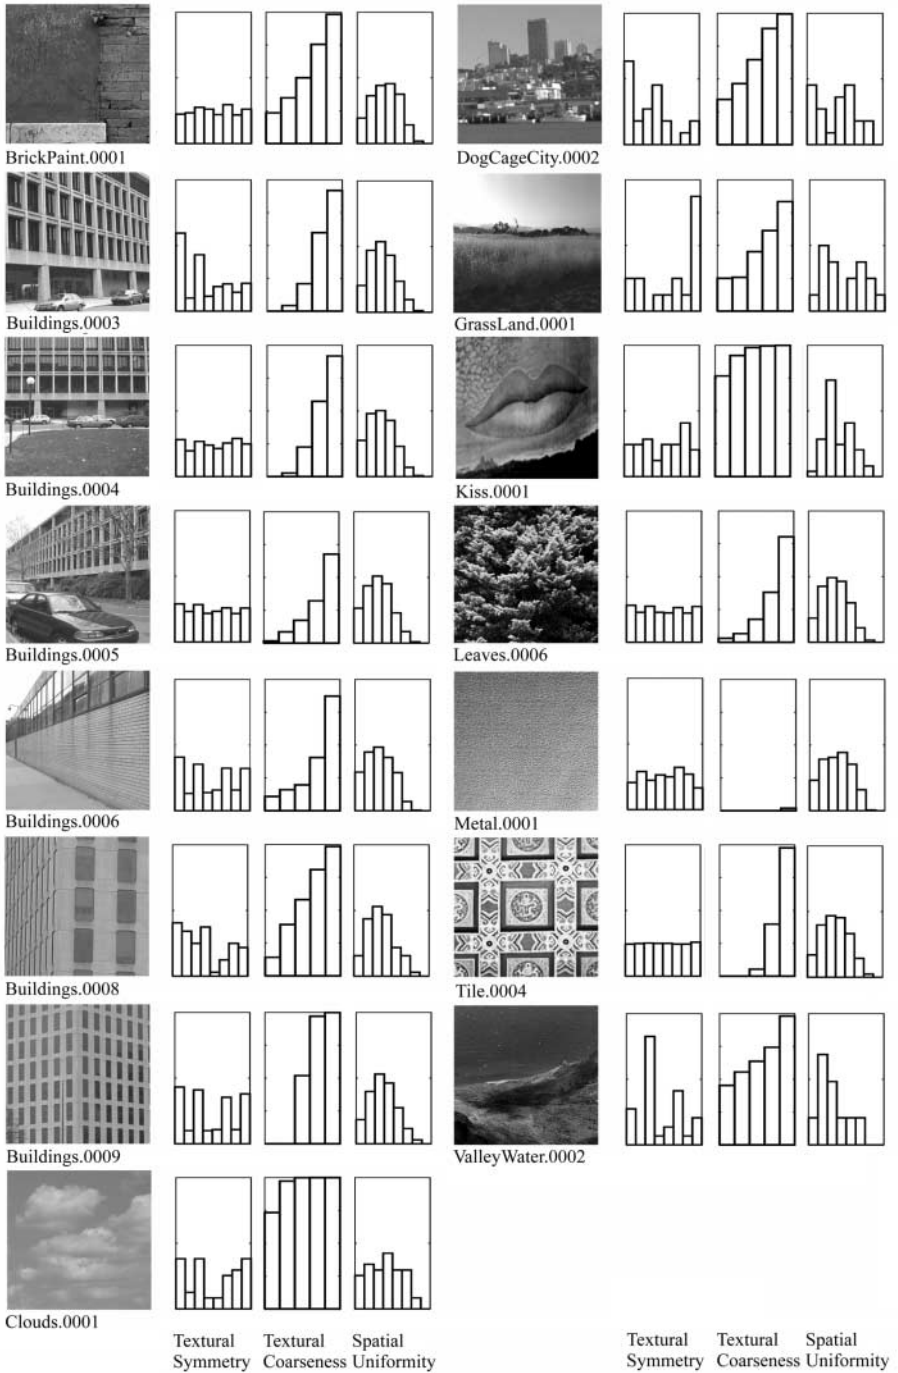 BrickPaint.0001
DogCageCity.0002
Buildings.0003
GrassLand.0001
Buildings.0004
Kiss.0001
Buildings.0005
Leaves.0006
Buildings.0006
Metal.0001
Buildings.0008
Tile.0004
Buildings.0009
ValleyWater.0002
Clouds.0001
Textural Textural Spatial
Symmetry Coarseness Uniformity
Textural Textural Spatial
Symmetry Coarseness Uniformity